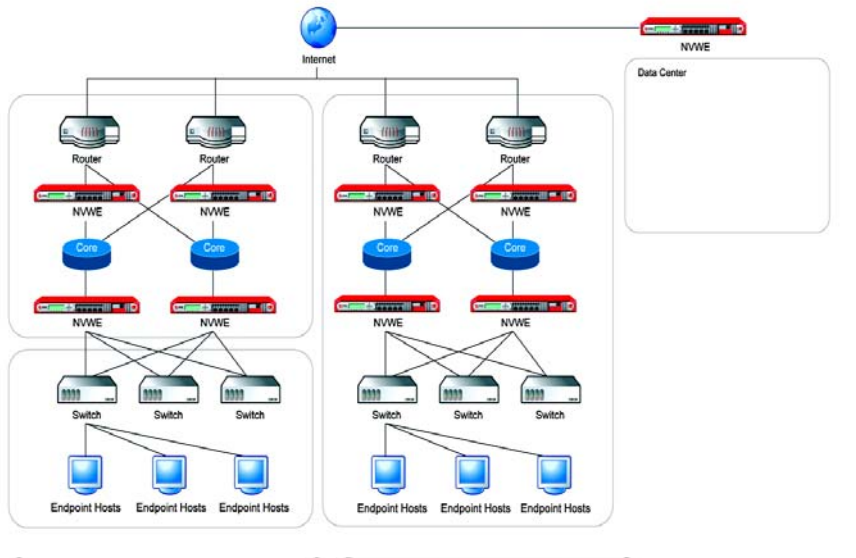 Internet
NVWE
Data Center
Router Router Router Router
NVWE NVWE NVWE NVWE
Core Core Core Core
NVWE NVWE NVWE NVWE
Switch Switch Switch Switch Switch Switch
Endpoint Hosts Endpoint Hosts Endpoint Hosts Endpoint Hosts Endpoint Hosts Endpoint Hosts